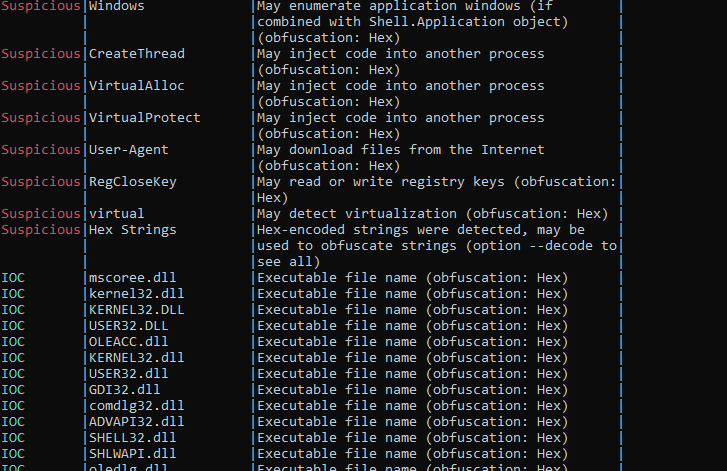 Suspicious|Windows |May enumerate application windows (if |
| |combined with Shell.Application object) |
| |(obfuscation: Hex) |
Suspicious|CreateThread |May inject code into another process |
| |(obfuscation: Hex) |
Suspicious|VirtualAlloc |May inject code into another process |
| |(obfuscation: Hex) |
Suspicious|VirtualProtect |May inject code into another process |
| |(obfuscation: Hex) |
Suspicious|User-Agent |May download files from the Internet |
| |(obfuscation: Hex) |
Suspicious|RegCloseKey |May read or write registry keys (obfuscation:|
| |Hex) |
Suspicious|virtual |May detect virtualization (obfuscation: Hex) |
Suspicious|Hex Strings |Hex-encoded strings were detected, may be |
| |used to obfuscate strings (option --decode to|
| |see all) |
IOC |mscoree.dll |Executable file name (obfuscation: Hex) |
IOC |kernel32.dll |Executable file name (obfuscation: Hex) |
IOC |KERNEL32.DLL |Executable file name (obfuscation: Hex) |
IOC |USER32.DLL |Executable file name (obfuscation: Hex) |
IOC |OLEACC.dll |Executable file name (obfuscation: Hex) |
IOC |KERNEL32.dll |Executable file name (obfuscation: Hex) |
IOC |USER32.dll |Executable file name (obfuscation: Hex) |
IOC |GDI32.dll |Executable file name (obfuscation: Hex) |
IOC |comdlg32.dll |Executable file name (obfuscation: Hex) |
IOC |ADVAPI32.dll |Executable file name (obfuscation: Hex) |
IOC |SHELL32.dll |Executable file name (obfuscation: Hex) |
IOC |SHLWAPI.dll |Executable file name (obfuscation: Hex) |
IOC |oledlg.dll |Executable file name (obfuscation: Hex) |